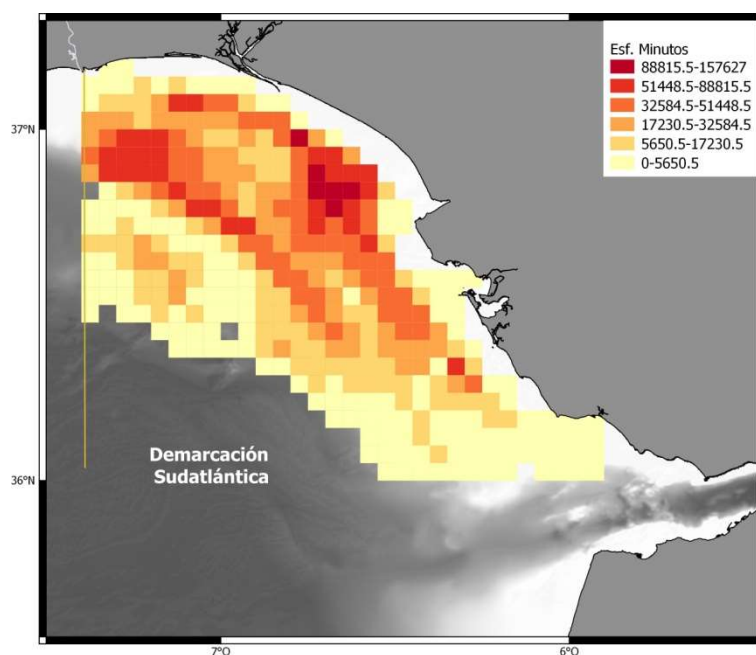 Esf. Minutos
88815.5-157627
51448.5-88815.5
32584.5-51448.5
17230.5-32584.5
5650.5-17230.5
0-5650.5
37°N
Demarcación
Sudatlántica
36°N
7°O
6°O